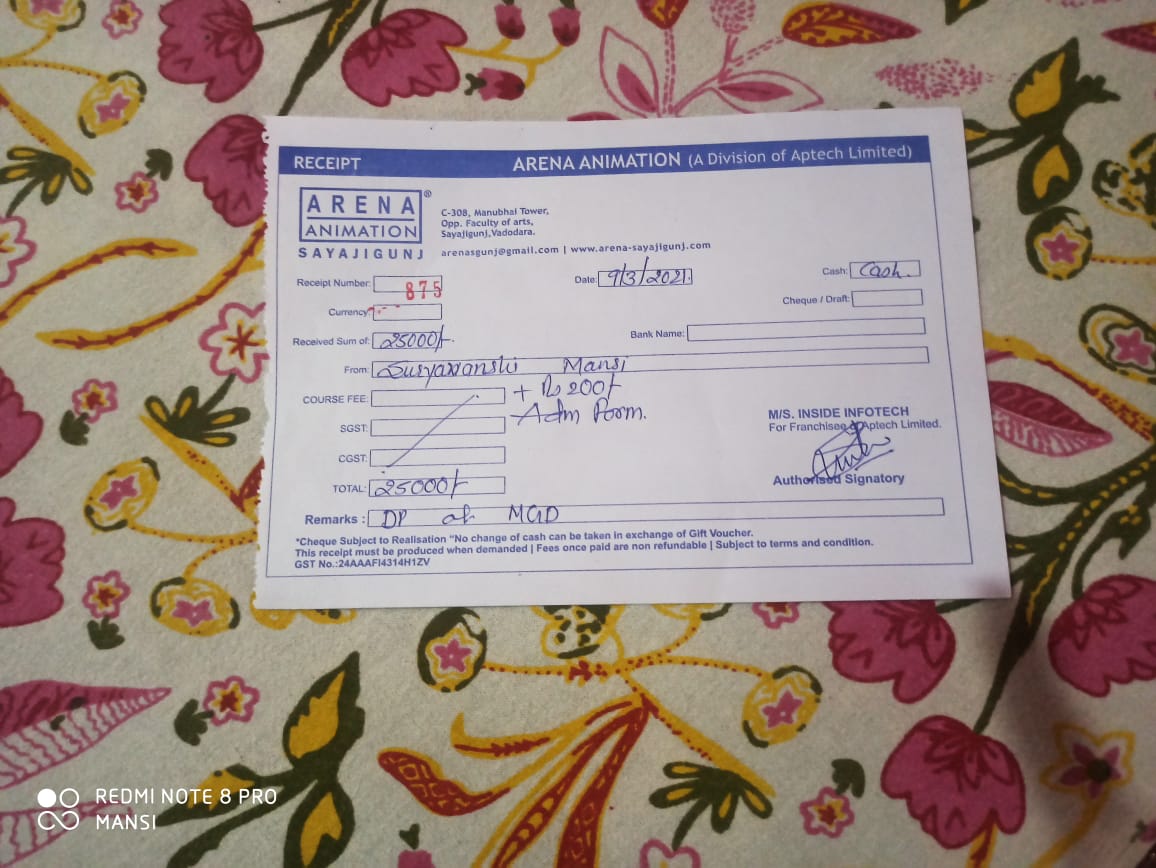 RECEIPT ARENA ANIMATION (A Division of Aptech Limited)
ARENA®
ANIMATION
SAYAJIGUNJ
C-308, Manubhai Tower,
Opp. Faculty of arts,
Sayajigunj,Vadodara.
arenasgunj@gmail.com | www.arena-sayajigunj.com
Receipt Number: 875 Date: 9/3/2021. Cash: Cash.
Currency: Cheque / Draft:
Received Sum of: 25000/-. Bank Name:
From: Suryawanshi Mansi
COURSE FEE: + Rs 200/-
Adm Form.
SGST:
CGST:
TOTAL: 25000/-
M/S. INSIDE INFOTECH
For Franchisee of Aptech Limited.
Authorised Signatory
Remarks : DP of MGD
*Cheque Subject to Realisation "No change of cash can be taken in exchange of Gift Voucher.
This receipt must be produced when demanded | Fees once paid are non refundable | Subject to terms and condition.
GST No.:24AAAFI4314H1ZV
REDMI NOTE 8 PRO
MANSI